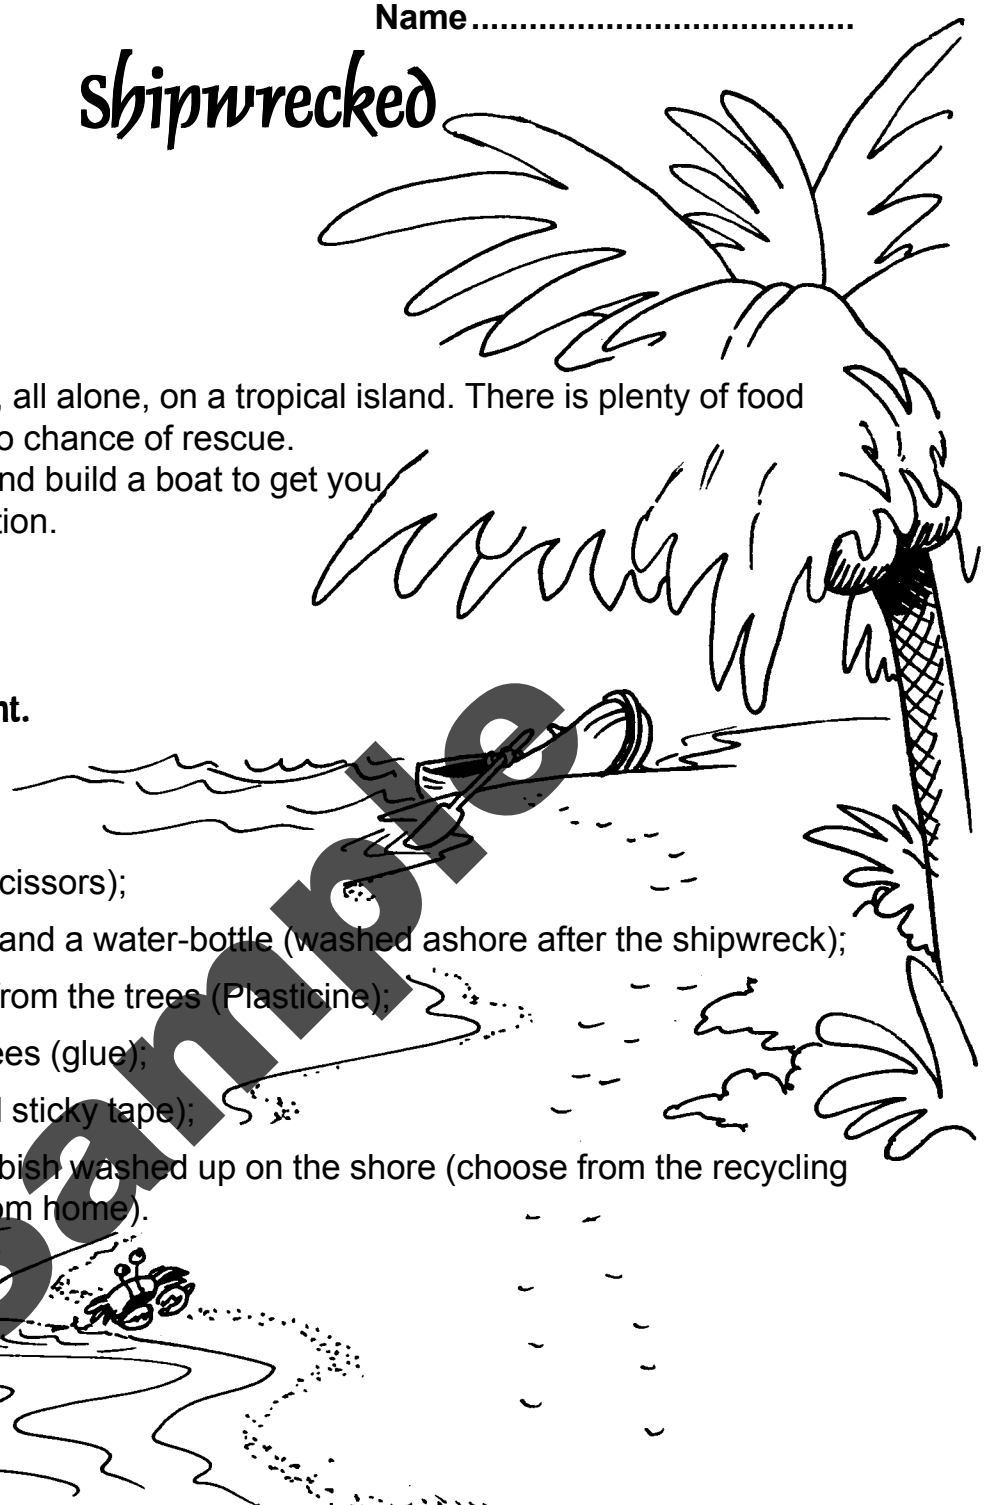 Name........................................
Shipwrecked
, all alone, on a tropical island. There is plenty of food
o chance of rescue.
nd build a boat to get you
tion.
nt.
cissors);
and a water-bottle (washed ashore after the shipwreck);
rom the trees (Plasticine);
ees (glue);
l sticky tape);
bish washed up on the shore (choose from the recycling
om home).
Sample